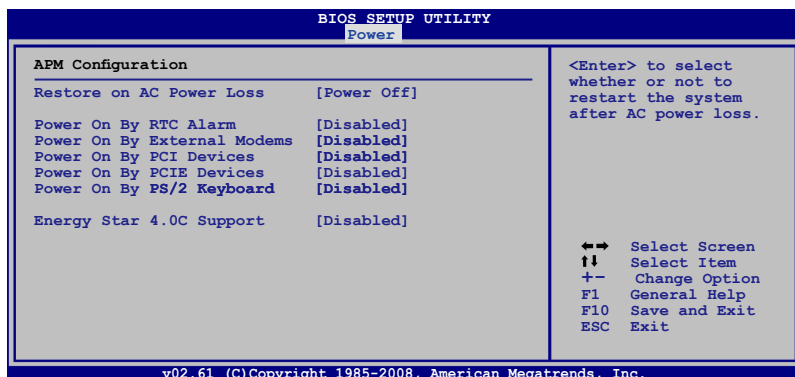 BIOS SETUP UTILITY
Power
APM Configuration
Restore on AC Power Loss [Power Off]
Power On By RTC Alarm [Disabled]
Power On By External Modems [Disabled]
Power On By PCI Devices [Disabled]
Power On By PCIE Devices [Disabled]
Power On By PS/2 Keyboard [Disabled]
Energy Star 4.0C Support [Disabled]
<Enter> to select
whether or not to
restart the system
after AC power loss.
←→ Select Screen
↑↓ Select Item
+- Change Option
F1 General Help
F10 Save and Exit
ESC Exit
v02.61 (C)Copyright 1985-2008, American Megatrends, Inc.